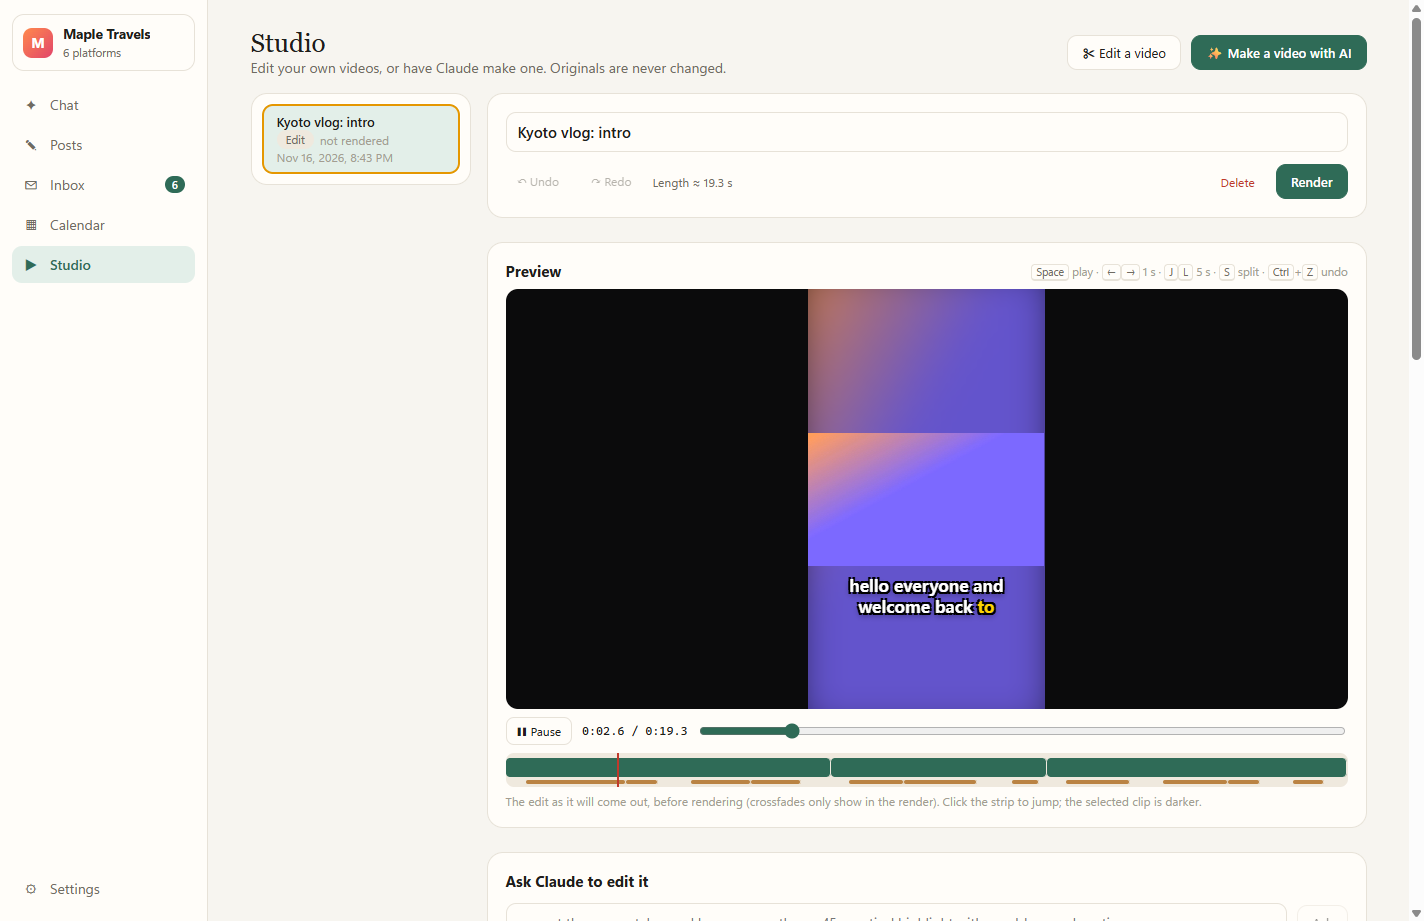 M
Maple Travels
6 platforms
Chat
Posts
Inbox
6
Calendar
Studio
Settings
Studio
Edit your own videos, or have Claude make one. Originals are never changed.
Edit a video
Make a video with AI
Kyoto vlog: intro
Edit not rendered
Nov 16, 2026, 8:43 PM
Kyoto vlog: intro
Undo
Redo
Length ≈ 19.3 s
Delete
Render
Preview
Space play · ← → 1 s · J L 5 s · S split · Ctrl + Z undo
hello everyone and
welcome back to
Pause
0:02.6 / 0:19.3
The edit as it will come out, before rendering (crossfades only show in the render). Click the strip to jump; the selected clip is darker.
Ask Claude to edit it